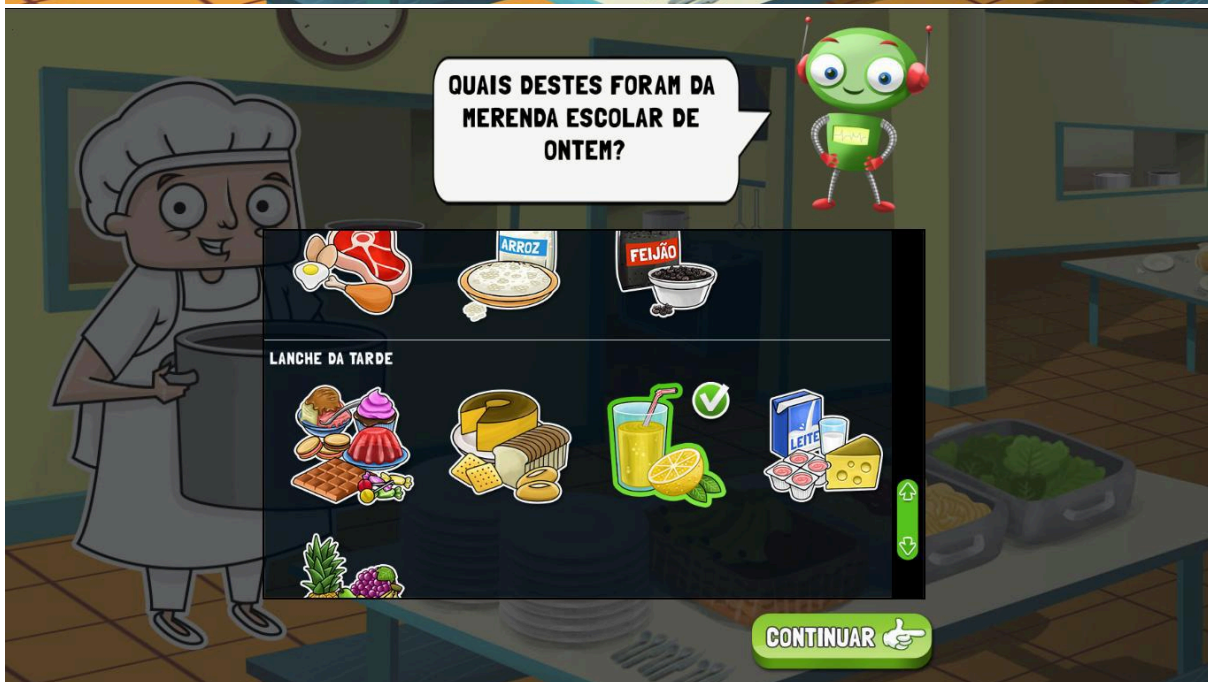 QUAIS DESTES FORAM DA
MERENDA ESCOLAR DE
ONTEM?
ARROZ
FEIJÃO
LANCHE DA TARDE
LEITE
CONTINUAR